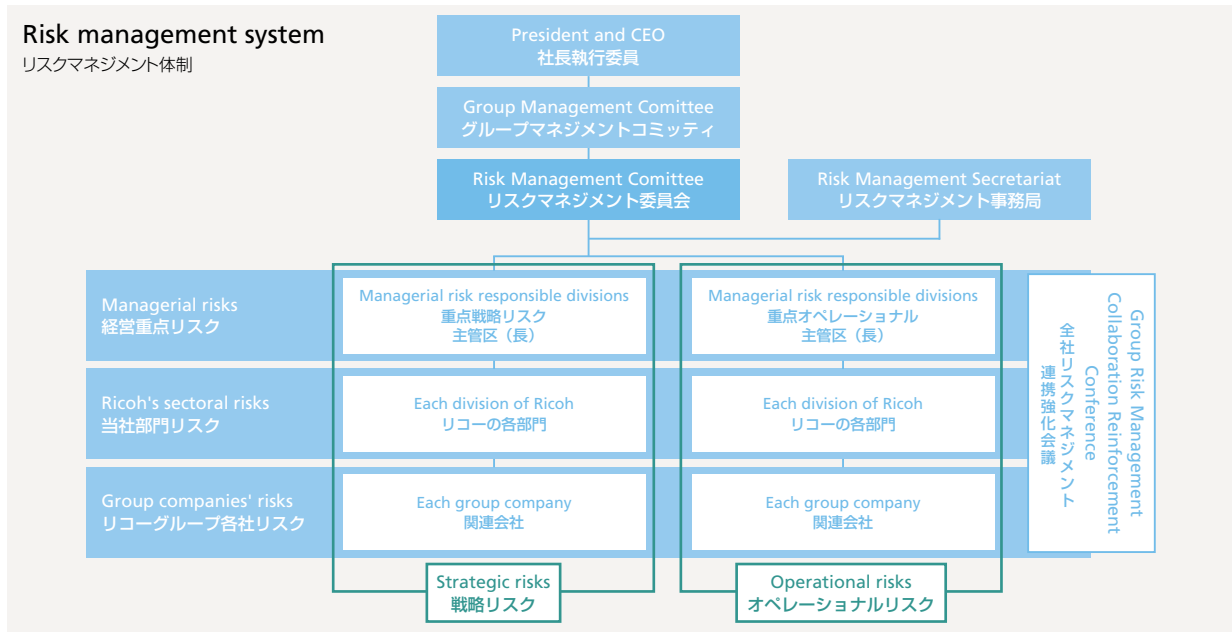 Risk management system
リスクマネジメント体制
President and CEO
社長執行委員
Group Management Comittee
グループマネジメントコミッティ
Risk Management Comittee
リスクマネジメント委員会
Risk Management Secretariat
リスクマネジメント事務局
Managerial risks
経営重点リスク
Managerial risk responsible divisions
重点戦略リスク
主管区（長）
Managerial risk responsible divisions
重点オペレーショナル
主管区（長）
Ricoh's sectoral risks
当社部門リスク
Each division of Ricoh
リコーの各部門
Each division of Ricoh
リコーの各部門
Group companies' risks
リコーグループ各社リスク
Each group company
関連会社
Each group company
関連会社
Group Risk Management
Collaboration Reinforcement
Conference
全社リスクマネジメント
連携強化会議
Strategic risks
戦略リスク
Operational risks
オペレーショナルリスク